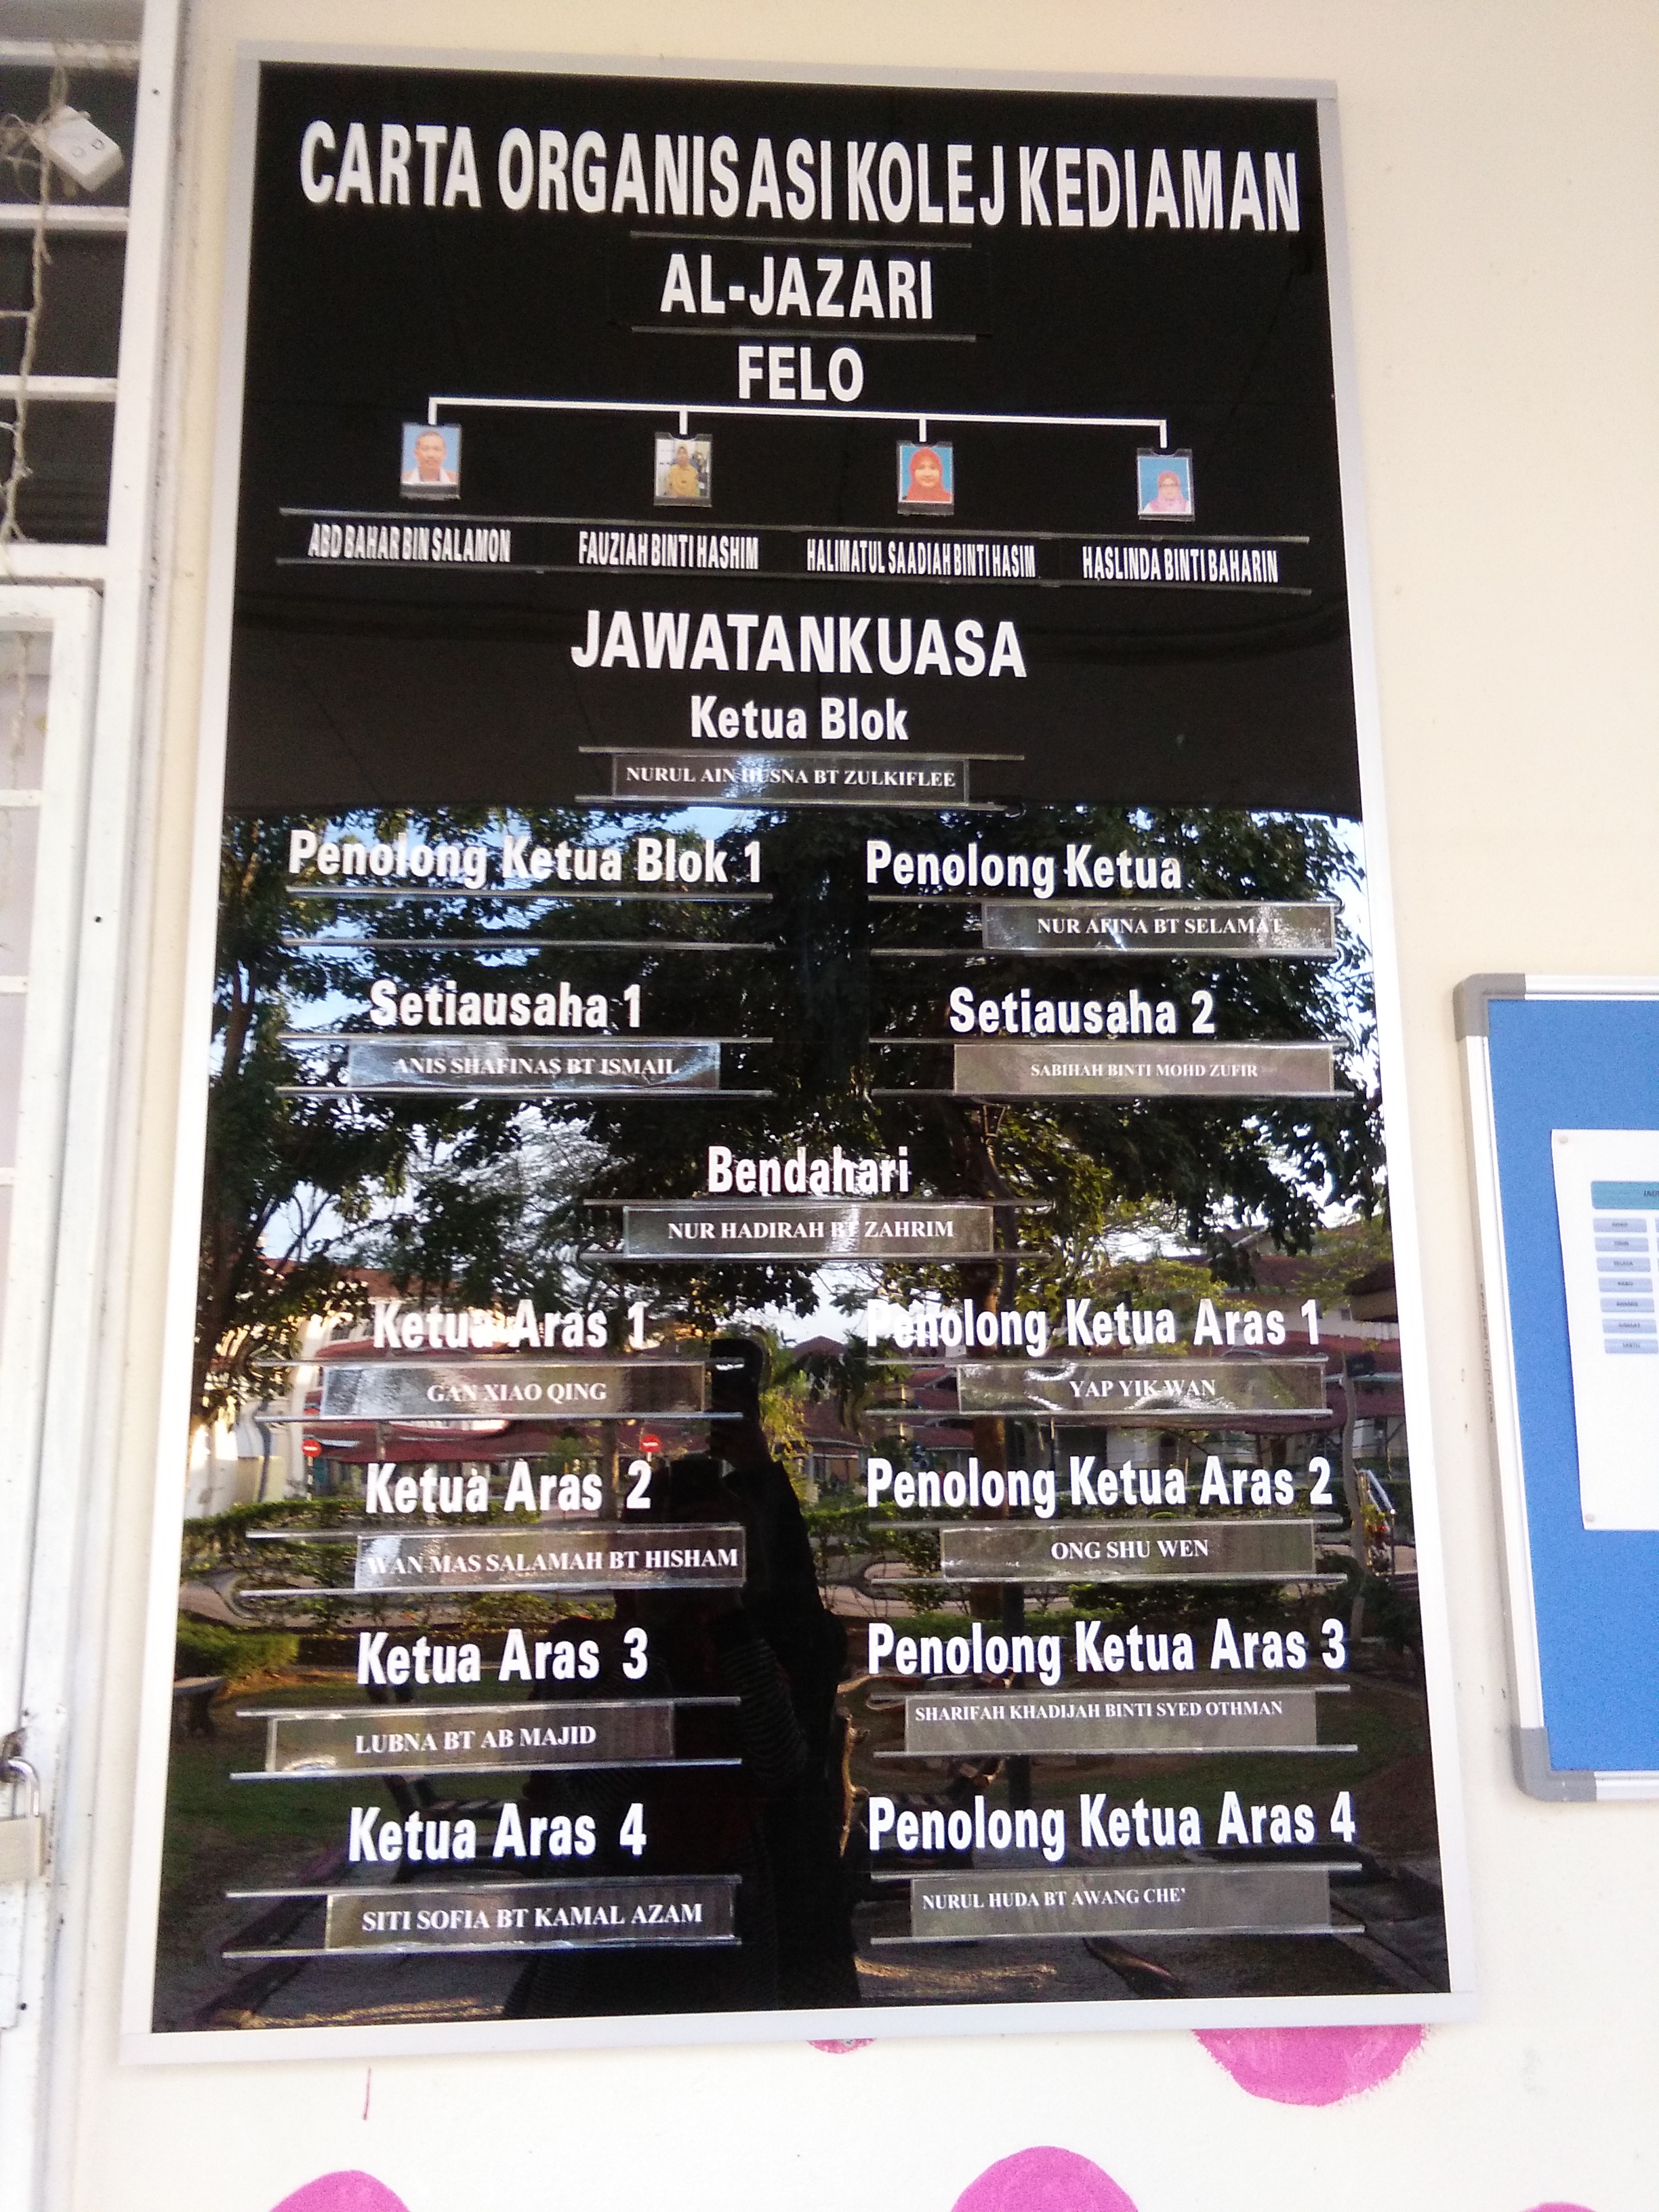 CARTA ORGANISASI KOLEJ KEDIAMAN
AL-JAZARI
FELO
ABD BAHAR BIN SALAMON
FAUZIAH BINTI HASHIM
HALIMATUL SAADIAH BINTI HASIM
HASLINDA BINTI BAHARIN
JAWATANKUASA
Ketua Blok
NURUL AIN HUSNA BT ZULKIFLEE
Penolong Ketua Blok 1
Penolong Ketua
NUR AFINA BT SELAMAT
Setiausaha 1
Setiausaha 2
ANIS SHAFINAS BT ISMAIL
SABIHAH BINTI MOHD ZUFIR
Bendahari
NUR HADIRAH BT ZAHRIM
Ketua Aras 1
Penolong Ketua Aras 1
GAN XIAO QING
YAP YIK WAN
Ketua Aras 2
Penolong Ketua Aras 2
WAN MAS SALAMAH BT HISHAM
ONG SHU WEN
Ketua Aras 3
Penolong Ketua Aras 3
LUBNA BT AB MAJID
SHARIFAH KHADIJAH BINTI SYED OTHMAN
Ketua Aras 4
Penolong Ketua Aras 4
SITI SOFIA BT KAMAL AZAM
NURUL HUDA BT AWANG CHE'